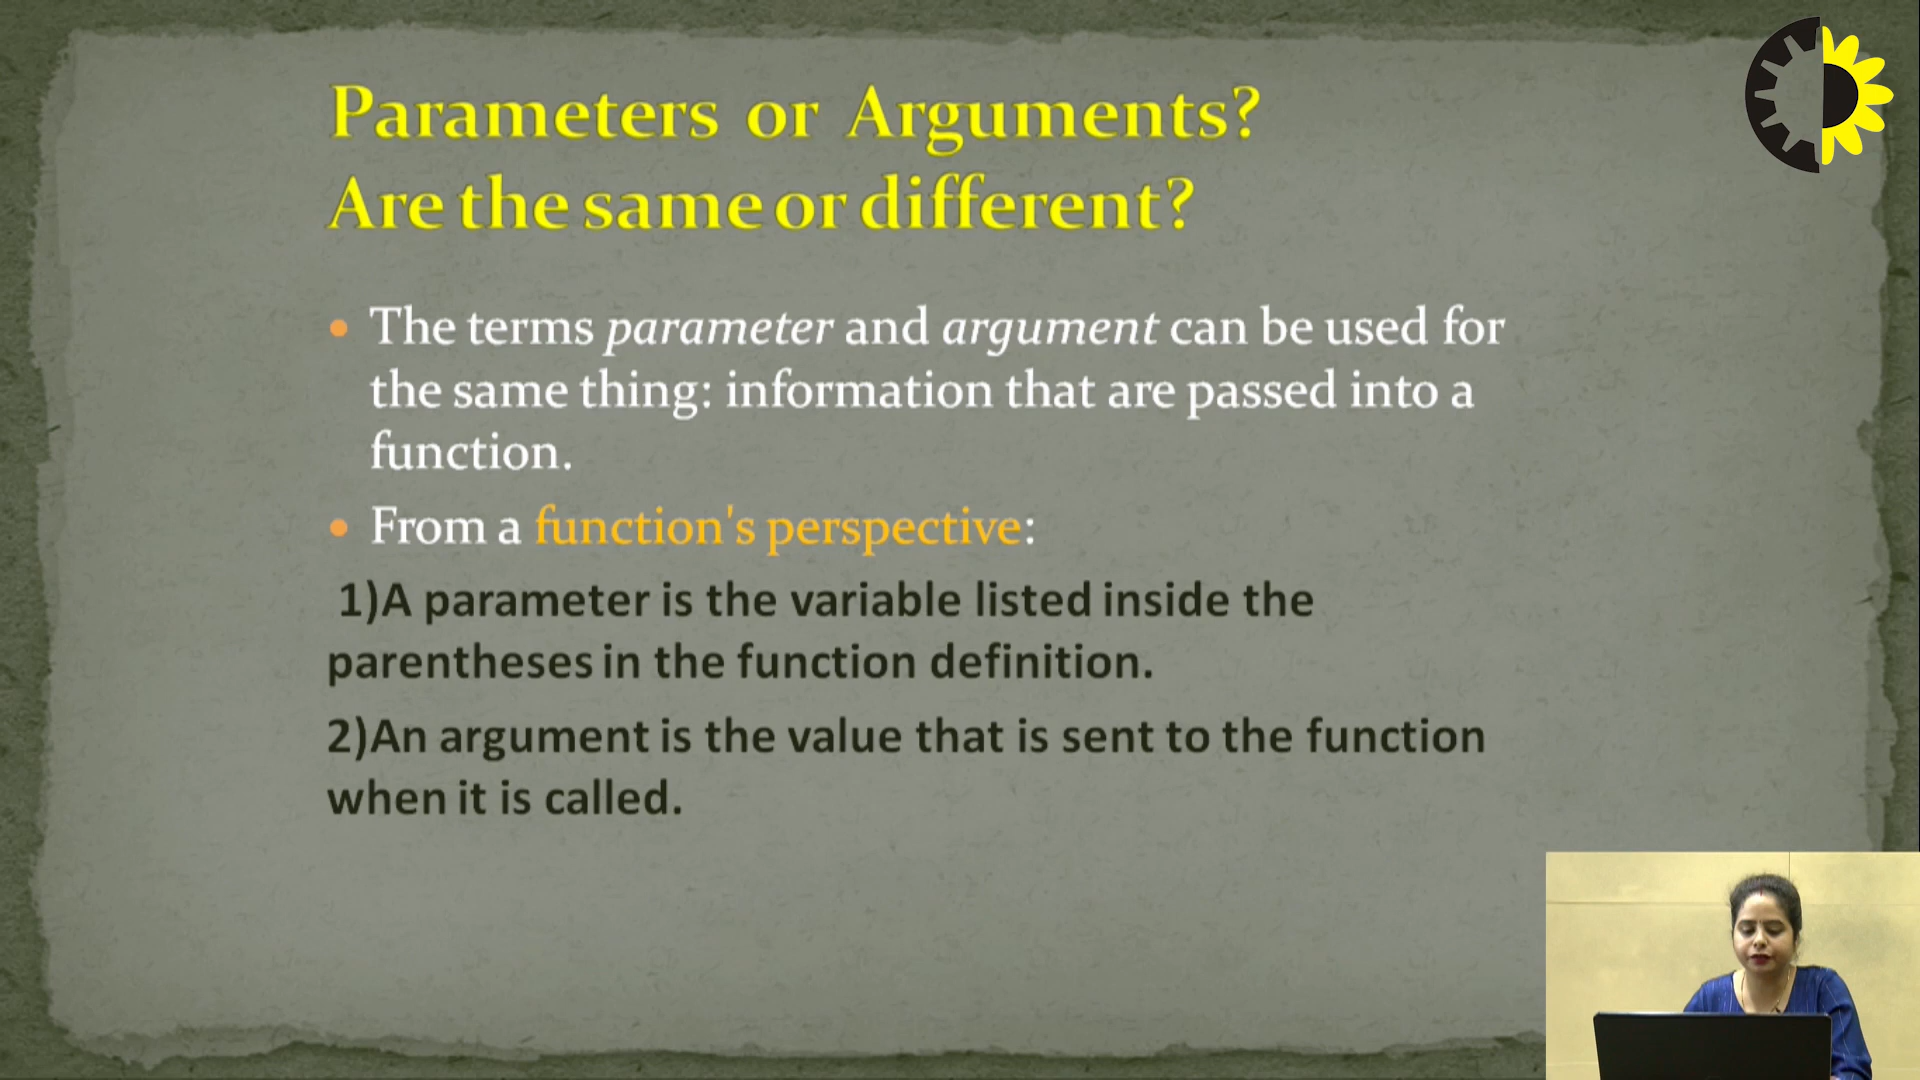 Parameters or Arguments?
Are the same or different?
• The terms parameter and argument can be used for
the same thing: information that are passed into a
function.
• From a function's perspective:
1)A parameter is the variable listed inside the
parentheses in the function definition.
2)An argument is the value that is sent to the function
when it is called.